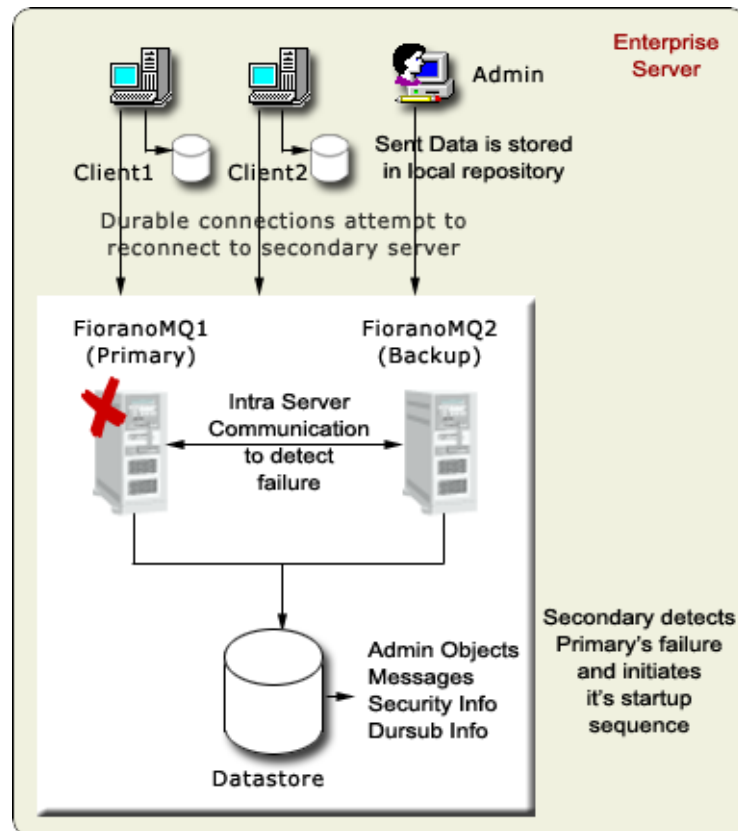 Enterprise
Server
Admin
Client1
Client2
Sent Data is stored
in local repository
Durable connections attempt to
reconnect to secondary server
FioranoMQ1
(Primary)
FioranoMQ2
(Backup)
Intra Server
Communication
to detect
failure
Secondary detects
Primary's failure
and initiates
it's startup
sequence
Admin Objects
Messages
Security Info
Dursub Info
Datastore